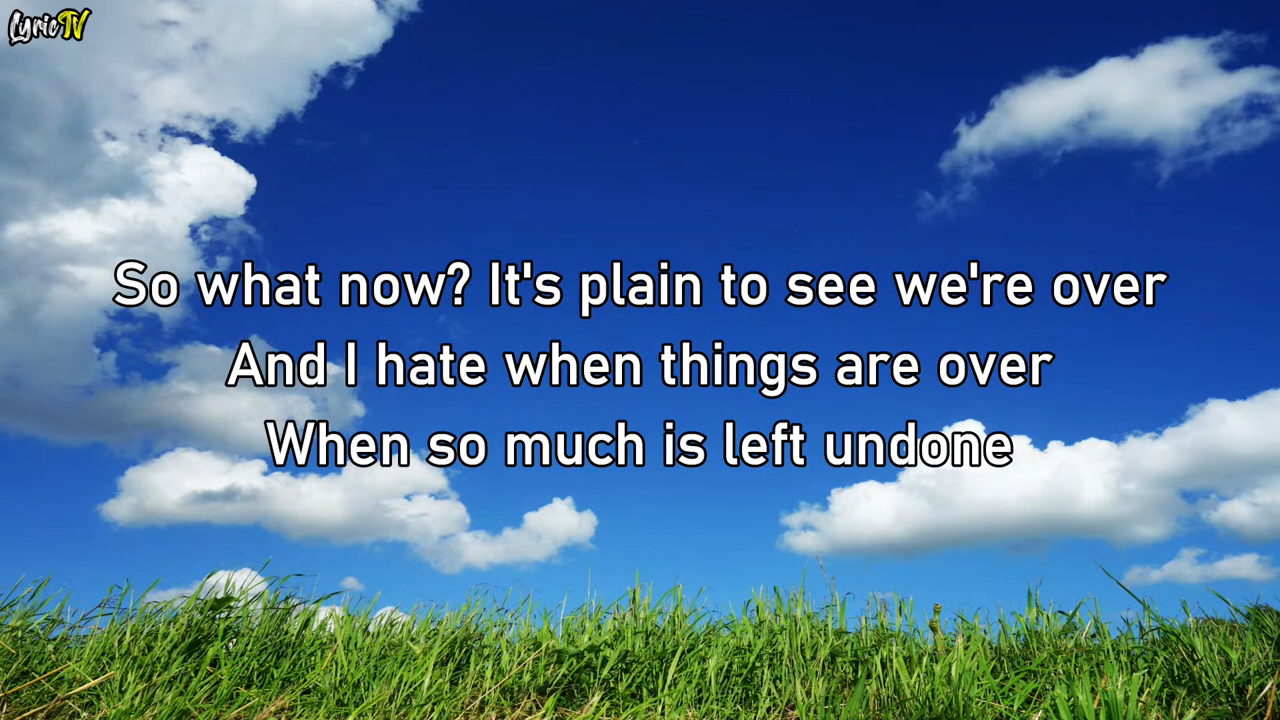 LyricTV
So what now? It's plain to see we're over
And I hate when things are over
When so much is left undone